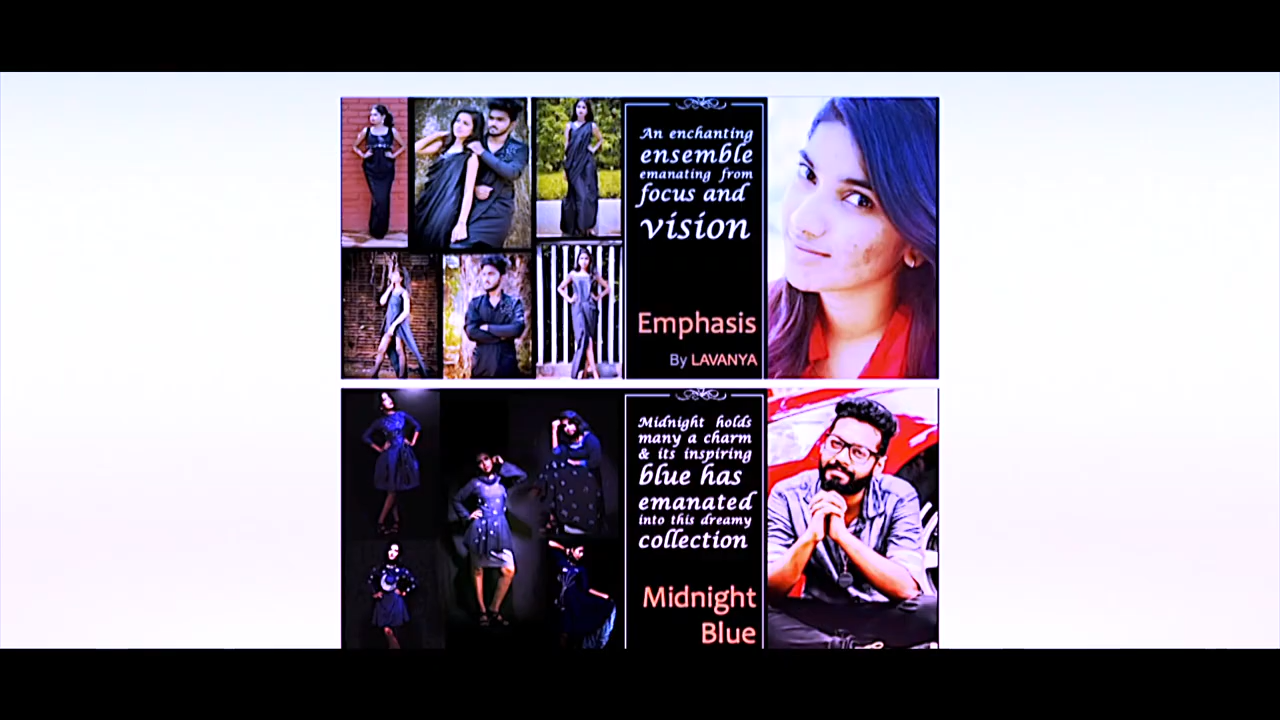 An enchanting
ensemble
emanating from
focus and
vision
Emphasis
By LAVANYA
Midnight holds
many a charm
& its inspiring
blue has
emanated
into this dreamy
collection
Midnight
Blue